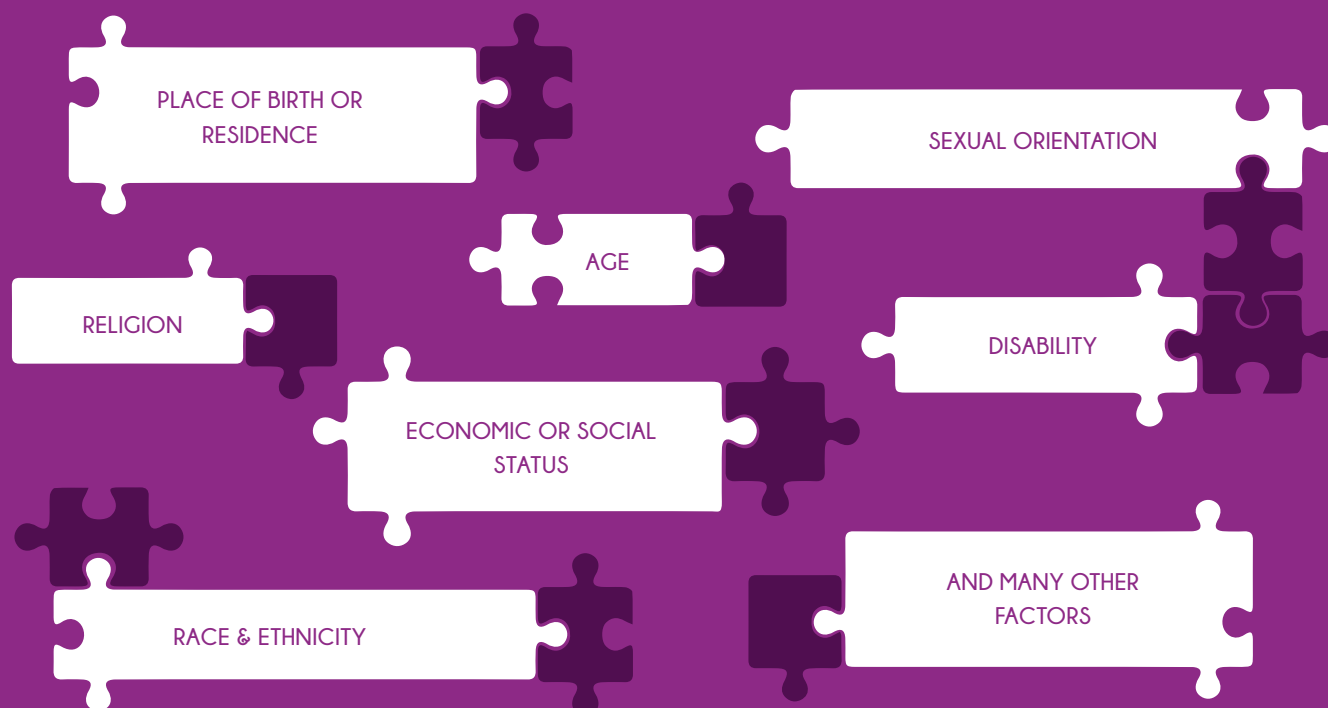 PLACE OF BIRTH OR
RESIDENCE
SEXUAL ORIENTATION
AGE
RELIGION
DISABILITY
ECONOMIC OR SOCIAL
STATUS
AND MANY OTHER
FACTORS
RACE & ETHNICITY